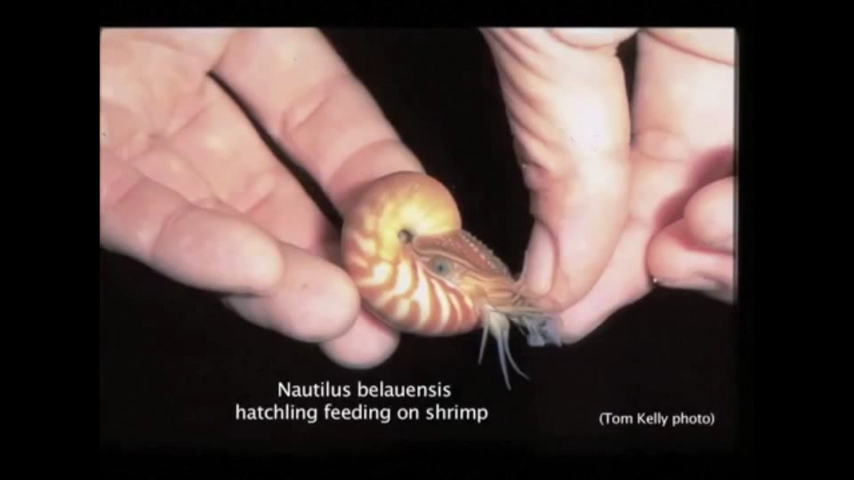 Nautilus belauensis
hatchling feeding on shrimp
(Tom Kelly photo)